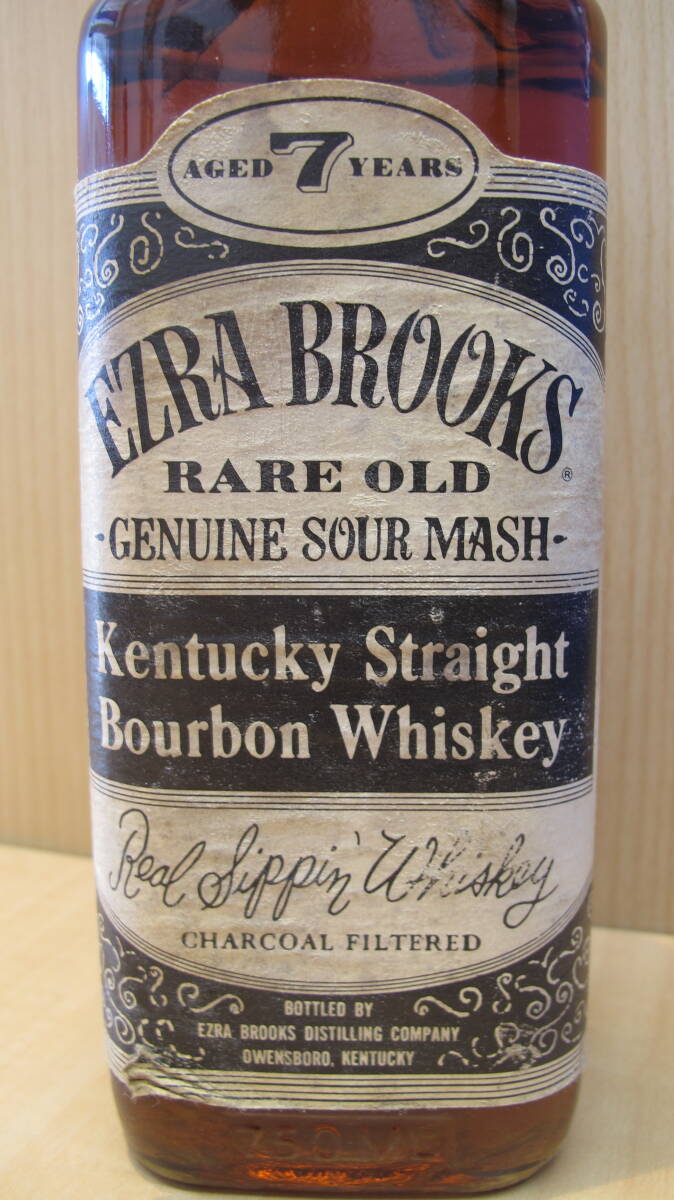 AGED 7 YEARS
EZRA BROOKS®
RARE OLD
-GENUINE SOUR MASH-
Kentucky Straight
Bourbon Whiskey
Real Sippin' Whiskey
CHARCOAL FILTERED
BOTTLED BY
EZRA BROOKS DISTILLING COMPANY
OWENSBORO, KENTUCKY
750 ML